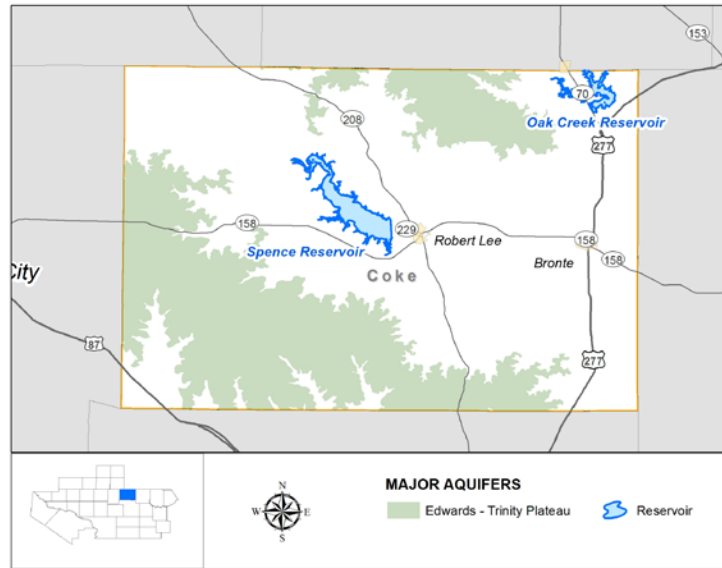 153
70
Oak Creek Reservoir
208
277
158
229
Robert Lee
158
Spence Reservoir
Bronte
158
Coke
City
87
277
N
W E
S
MAJOR AQUIFERS
Edwards - Trinity Plateau
Reservoir